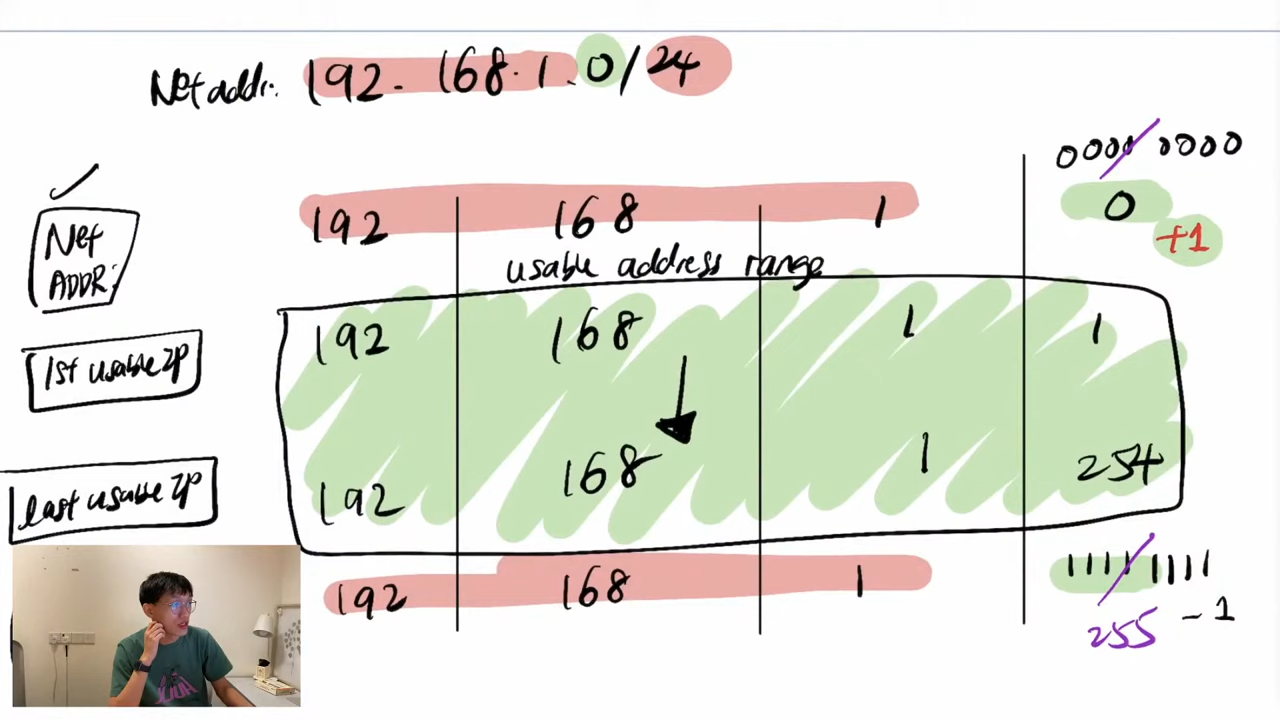 Net addr: 192.168.1.0/24
0000 0000
Net ADDR: 192 168 1 0
+1
usable address range
1st usable IP 192 168 1 1
last usable IP 192 168 1 254
192 168 1 1111 1111
255 -1